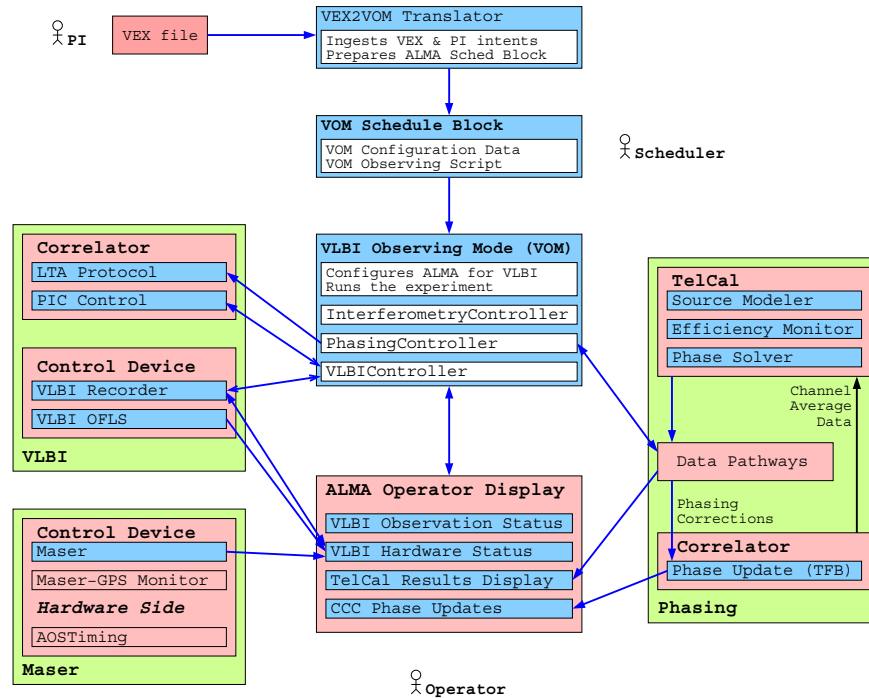 VEX2VOM Translator
PI
VEX file
Ingests VEX & PI intents
Prepares ALMA Sched Block
VOM Schedule Block
VOM Configuration Data
VOM Observing Script
Scheduler
Correlator
LTA Protocol
PIC Control
Control Device
VLBI Recorder
VLBI OFLS
VLBI
VLBI Observing Mode (VOM)
Configures ALMA for VLBI
Runs the experiment
InterferometryController
PhasingController
VLBIController
TelCal
Source Modeler
Efficiency Monitor
Phase Solver
Channel
Average
Data
Data Pathways
Phasing
Corrections
Correlator
Phase Update (TFB)
Phasing
ALMA Operator Display
VLBI Observation Status
VLBI Hardware Status
TelCal Results Display
CCC Phase Updates
Control Device
Maser
Maser-GPS Monitor
Hardware Side
AOSTiming
Maser
Operator